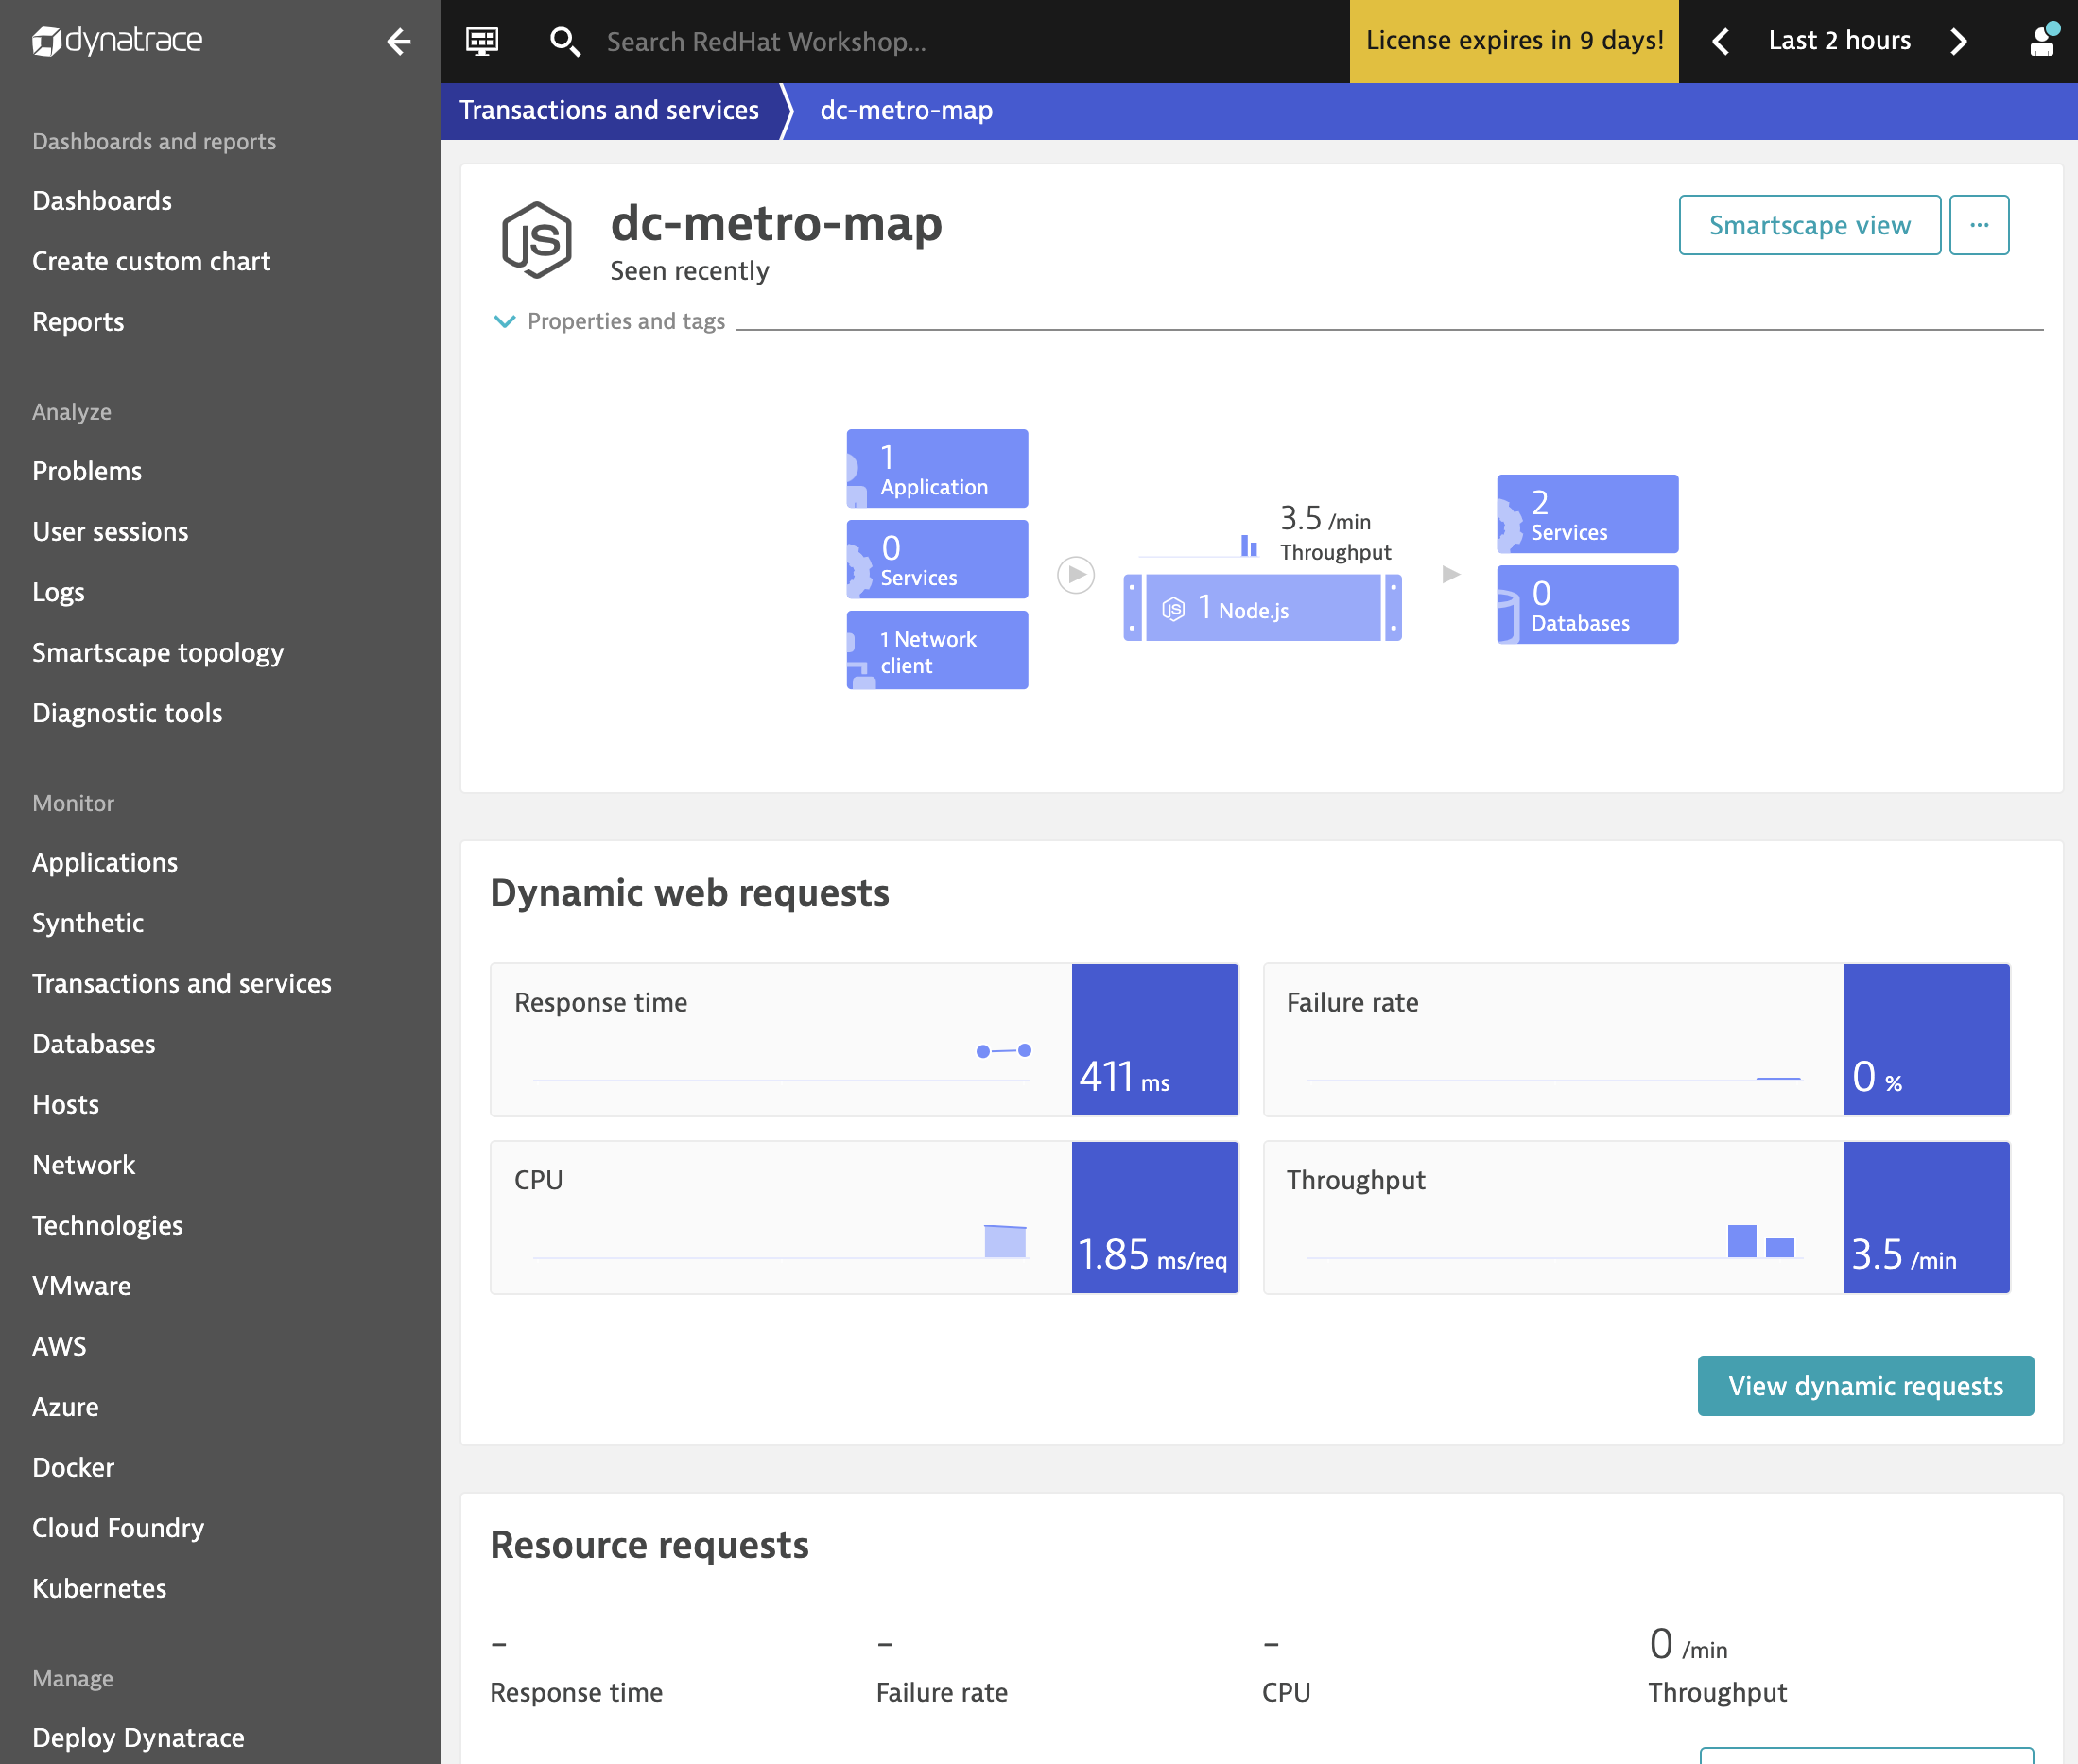 dynatrace
Search RedHat Workshop...
License expires in 9 days!
Last 2 hours
Dashboards and reports
Dashboards
Create custom chart
Reports
Analyze
Problems
User sessions
Logs
Smartscape topology
Diagnostic tools
Monitor
Applications
Synthetic
Transactions and services
Databases
Hosts
Network
Technologies
VMware
AWS
Azure
Docker
Cloud Foundry
Kubernetes
Manage
Deploy Dynatrace
Transactions and services
dc-metro-map
JS
dc-metro-map
Seen recently
Smartscape view
...
Properties and tags
1
Application
0
Services
1 Network
client
3.5 /min
Throughput
JS 1 Node.js
2
Services
0
Databases
Dynamic web requests
Response time
411 ms
Failure rate
0 %
CPU
1.85 ms/req
Throughput
3.5 /min
View dynamic requests
Resource requests
–
Response time
–
Failure rate
–
CPU
0 /min
Throughput